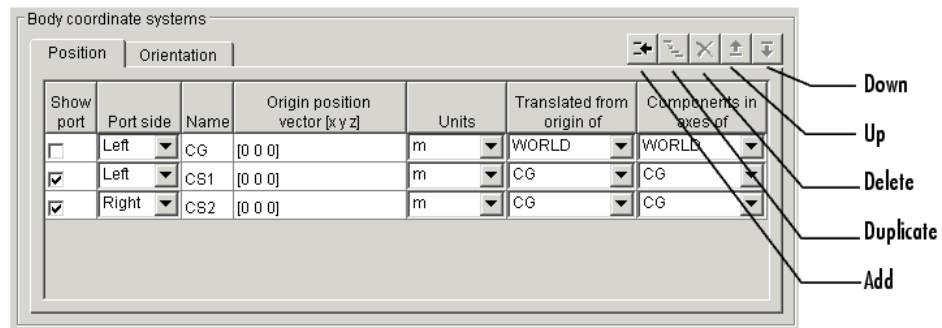 Body coordinate systems
Position Orientation
Show port Port side Name Origin position vector [x y z] Units Translated from origin of Components in axes of
Left CG [0 0 0] m WORLD WORLD
Left CS1 [0 0 0] m CG CG
Right CS2 [0 0 0] m CG CG
Down
Up
Delete
Duplicate
Add